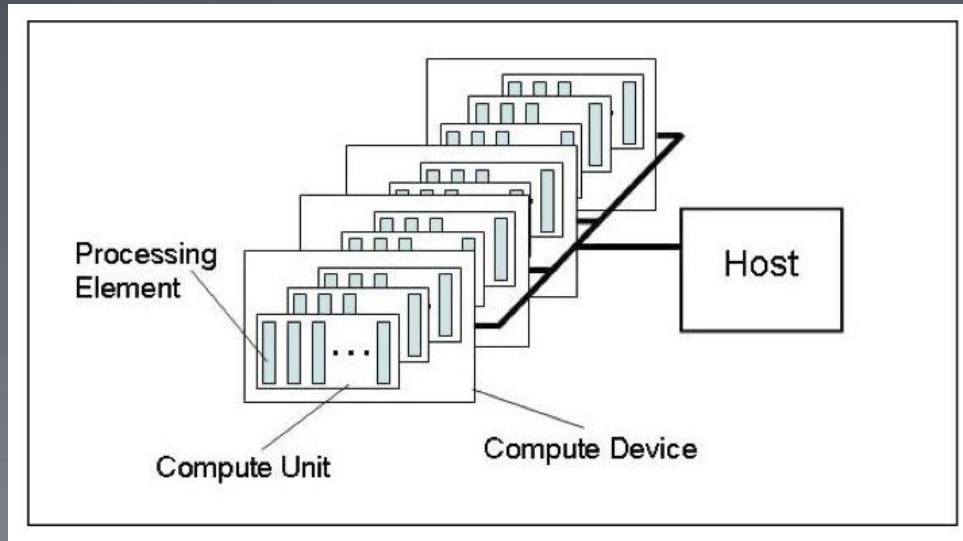 Processing
Element
Host
Compute Unit
Compute Device